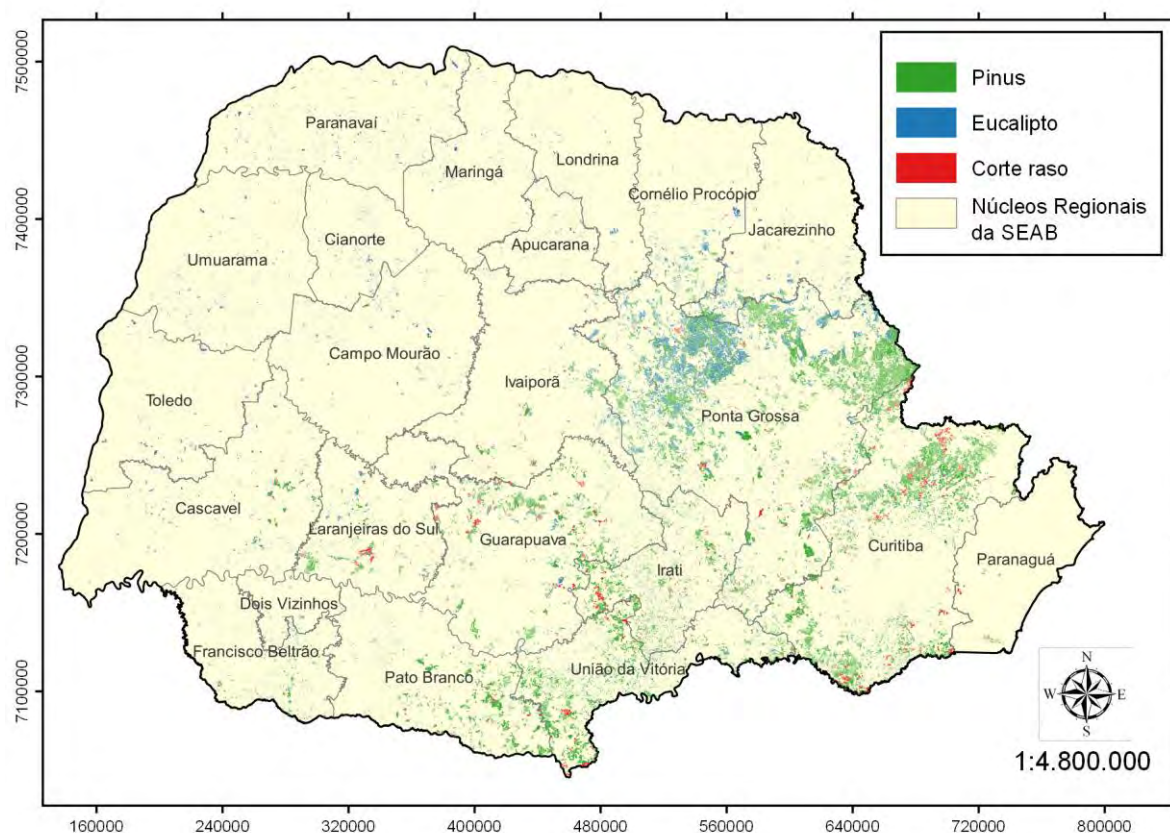 7500000
7400000
7300000
7200000
7100000
Pinus
Eucalipto
Corte raso
Núcleos Regionais
da SEAB
Paranavaí
Maringá
Londrina
Cornélio Procópio
Jacarezinho
Umuarama
Cianorte
Apucarana
Campo Mourão
Ivaiporã
Toledo
Ponta Grossa
Cascavel
Laranjeiras do Sul
Guarapuava
Irati
Curitiba
Paranaguá
Dois Vizinhos
Francisco Beltrão
Pato Branco
União da Vitória
N
W
E
S
1:4.800.000
160000
240000
320000
400000
480000
560000
640000
720000
800000